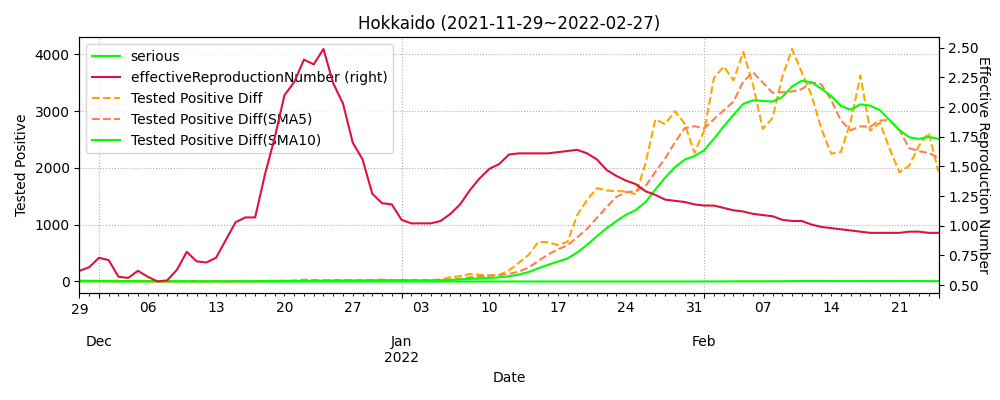 Hokkaido (2021-11-29~2022-02-27)
serious
effectiveReproductionNumber (right)
Tested Positive Diff
Tested Positive Diff(SMA5)
Tested Positive Diff(SMA10)
Tested Positive
4000
3000
2000
1000
0
2.50
2.25
2.00
1.75
1.50
1.25
1.00
0.75
0.50
Effective Reproduction Number
29 06 13 20 27 03 10 17 24 31 07 14 21
Dec Jan Feb
2022
Date